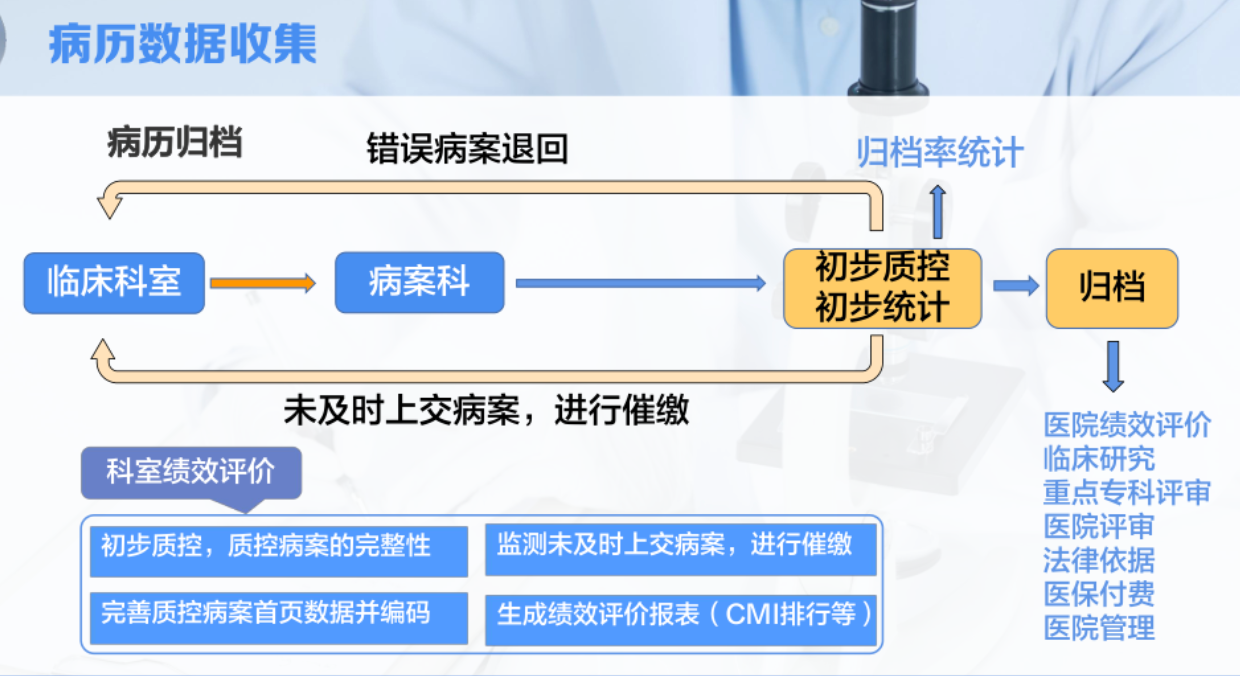 病历数据收集
病历归档
错误病案退回
归档率统计
临床科室
病案科
初步质控
初步统计
归档
未及时上交病案，进行催缴
医院绩效评价
临床研究
重点专科评审
医院评审
法律依据
医保付费
医院管理
科室绩效评价
初步质控，质控病案的完整性
监测未及时上交病案，进行催缴
完善质控病案首页数据并编码
生成绩效评价报表（CMI排行等）